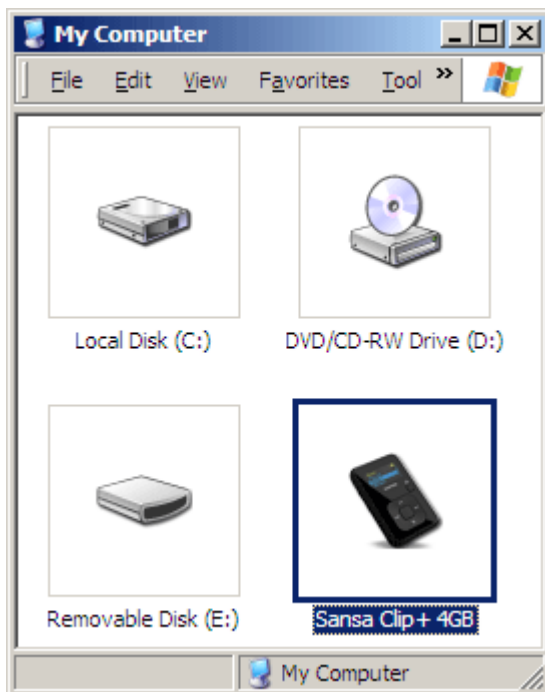 My Computer
File Edit View Favorites Tool »
Local Disk (C:)
DVD/CD-RW Drive (D:)
Removable Disk (E:)
Sansa Clip+ 4GB
My Computer